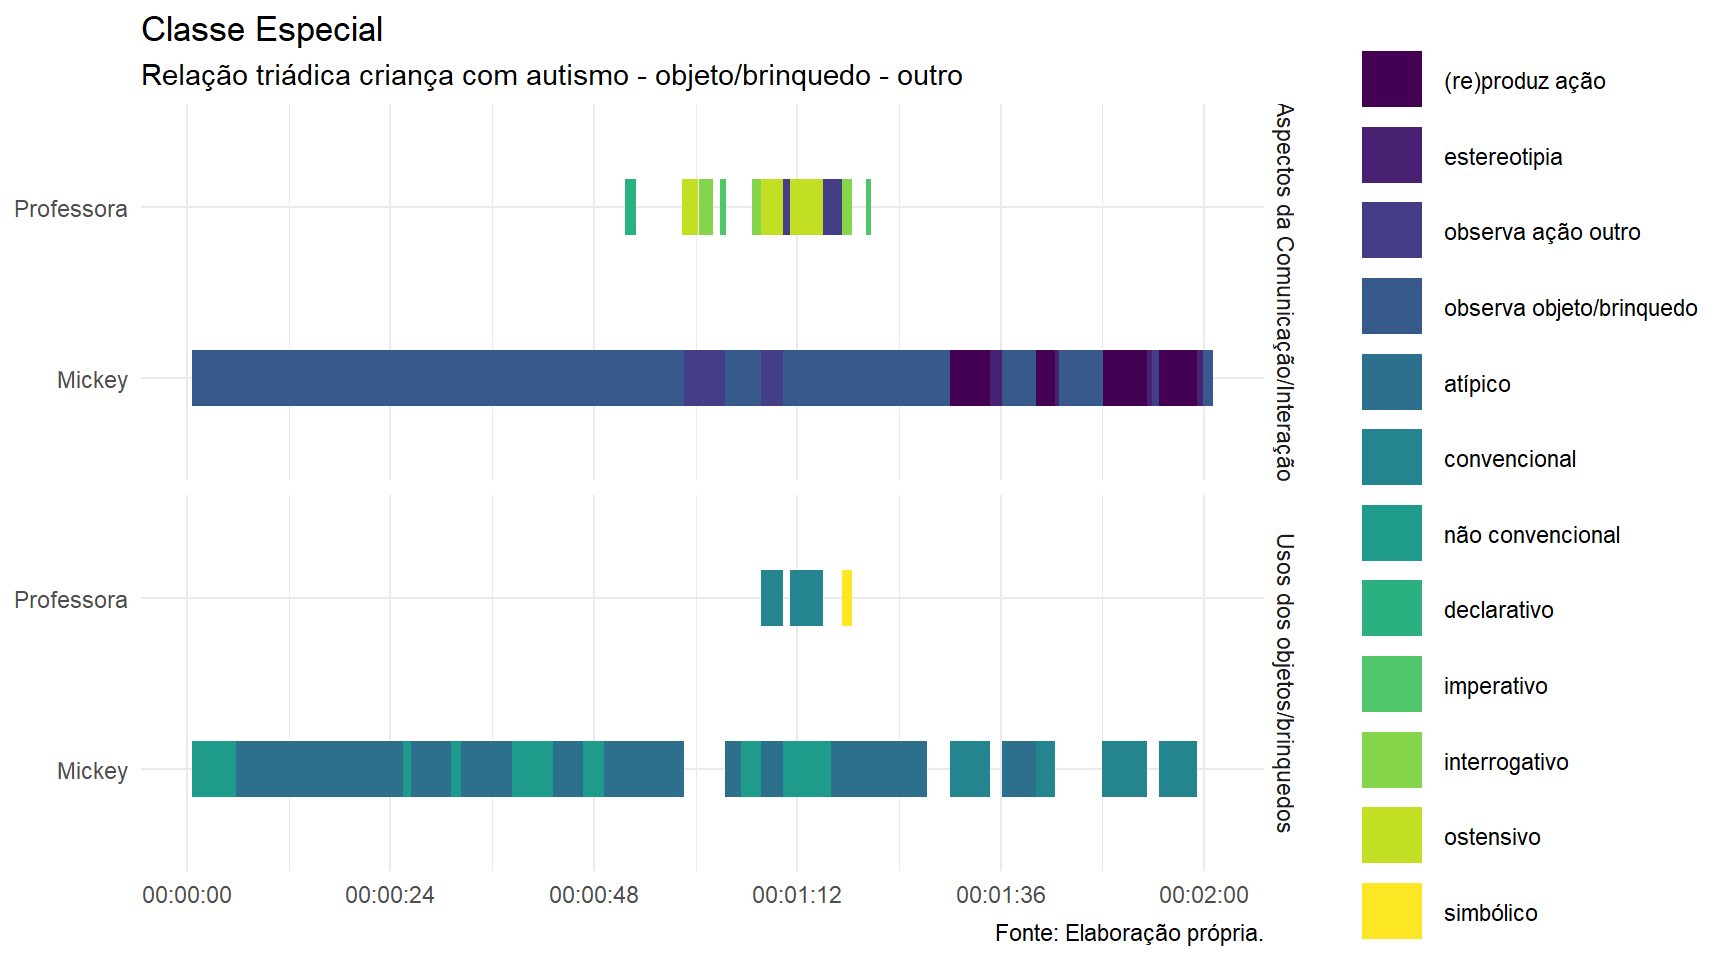 Classe Especial
Relação triádica criança com autismo - objeto/brinquedo - outro
Professora
Mickey
Aspectos da Comunicação/Interação
Professora
Mickey
Usos dos objetos/brinquedos
00:00:00 00:00:24 00:00:48 00:01:12 00:01:36 00:02:00
Fonte: Elaboração própria.
(re)produz ação
estereotipia
observa ação outro
observa objeto/brinquedo
atípico
convencional
não convencional
declarativo
imperativo
interrogativo
ostensivo
simbólico